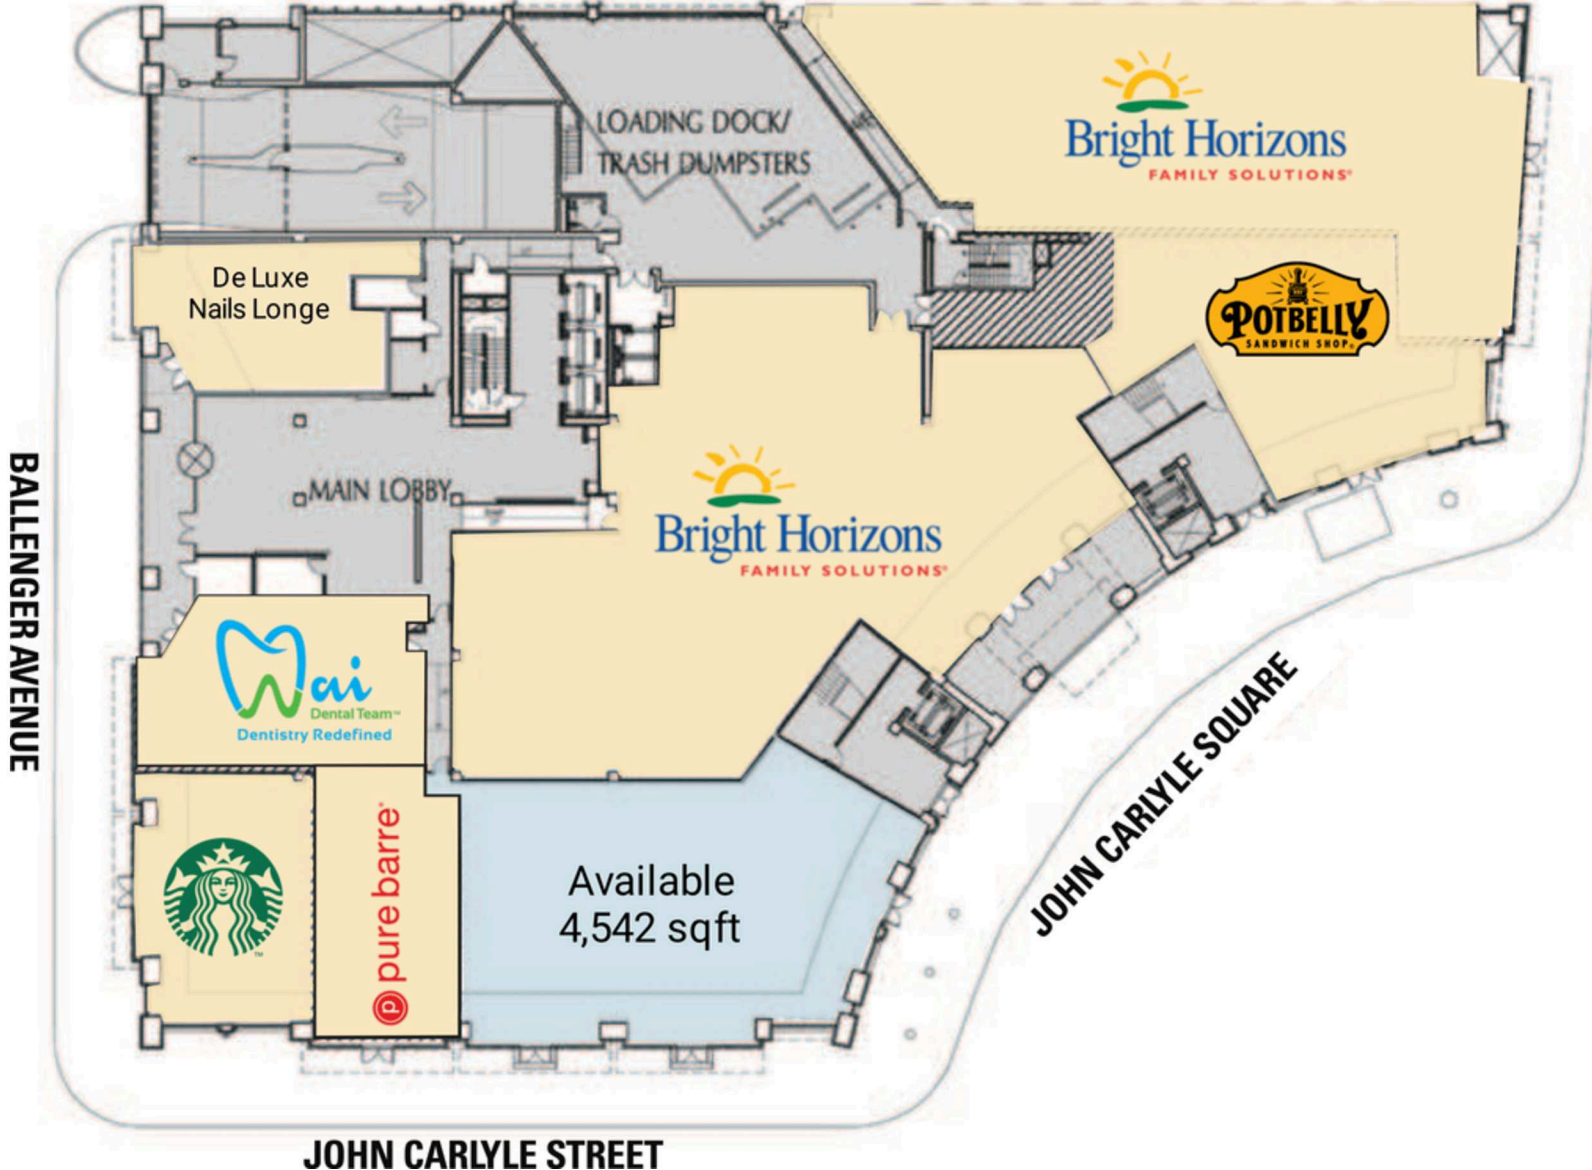 LOADING DOCK/
TRASH DUMPSTERS
Bright Horizons
FAMILY SOLUTIONS®
De Luxe
Nails Longe
POTBELLY
SANDWICH SHOP®
MAIN LOBBY
Bright Horizons
FAMILY SOLUTIONS®
BALLENGER AVENUE
Mai
Dental Team™
Dentistry Redefined
JOHN CARLYLE SQUARE
pure barre
p
™
Available
4,542 sqft
JOHN CARLYLE STREET